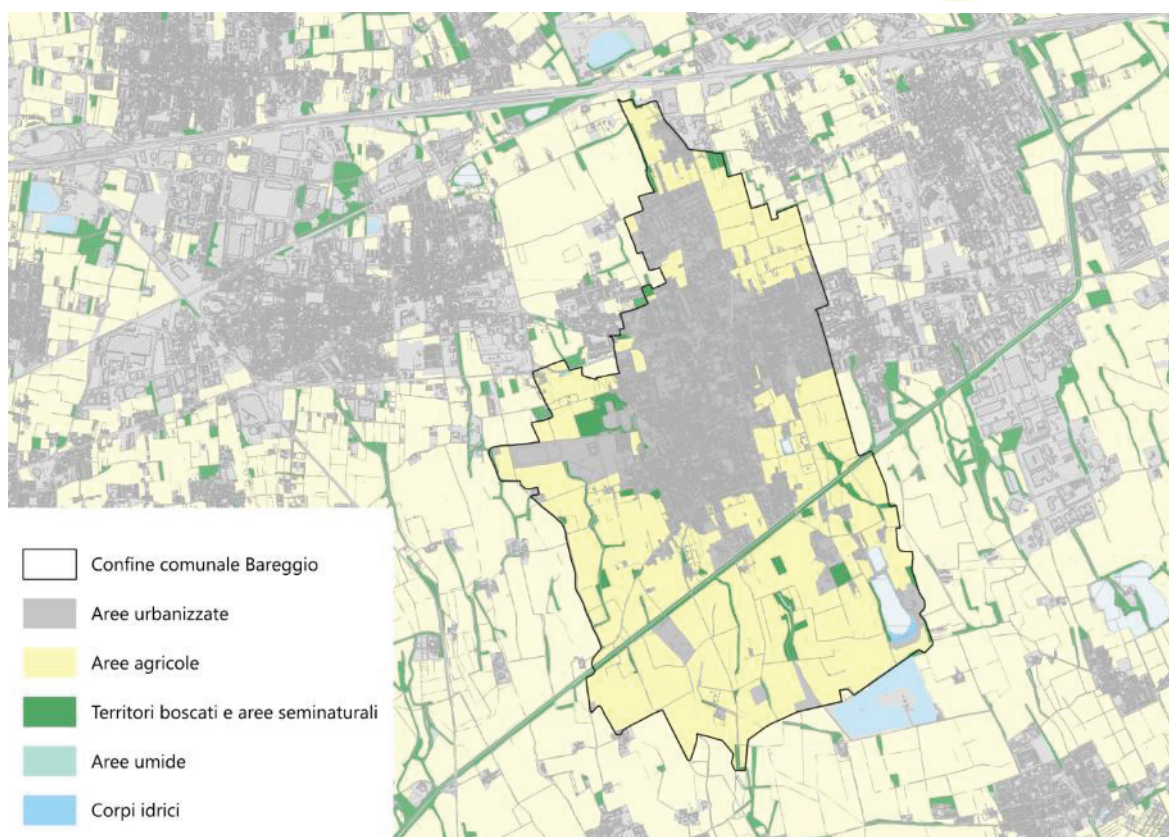 Confine comunale Bareggio
Aree urbanizzate
Aree agricole
Territori boscati e aree seminaturali
Aree umide
Corpi idrici